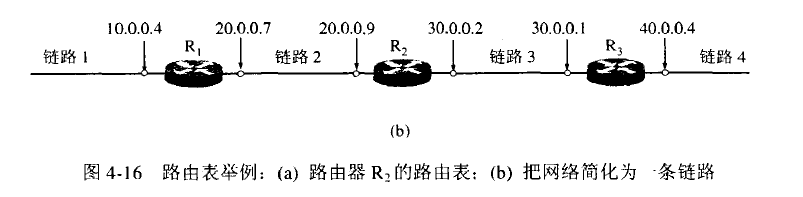 10.0.0.4 20.0.0.7 20.0.0.9 30.0.0.2 30.0.0.1 40.0.0.4
链路 1 R₁ 链路 2 R₂ 链路 3 R₃ 链路 4
(b)
图 4-16 路由表举例：(a) 路由器 R₂的路由表；(b) 把网络简化为 条链路